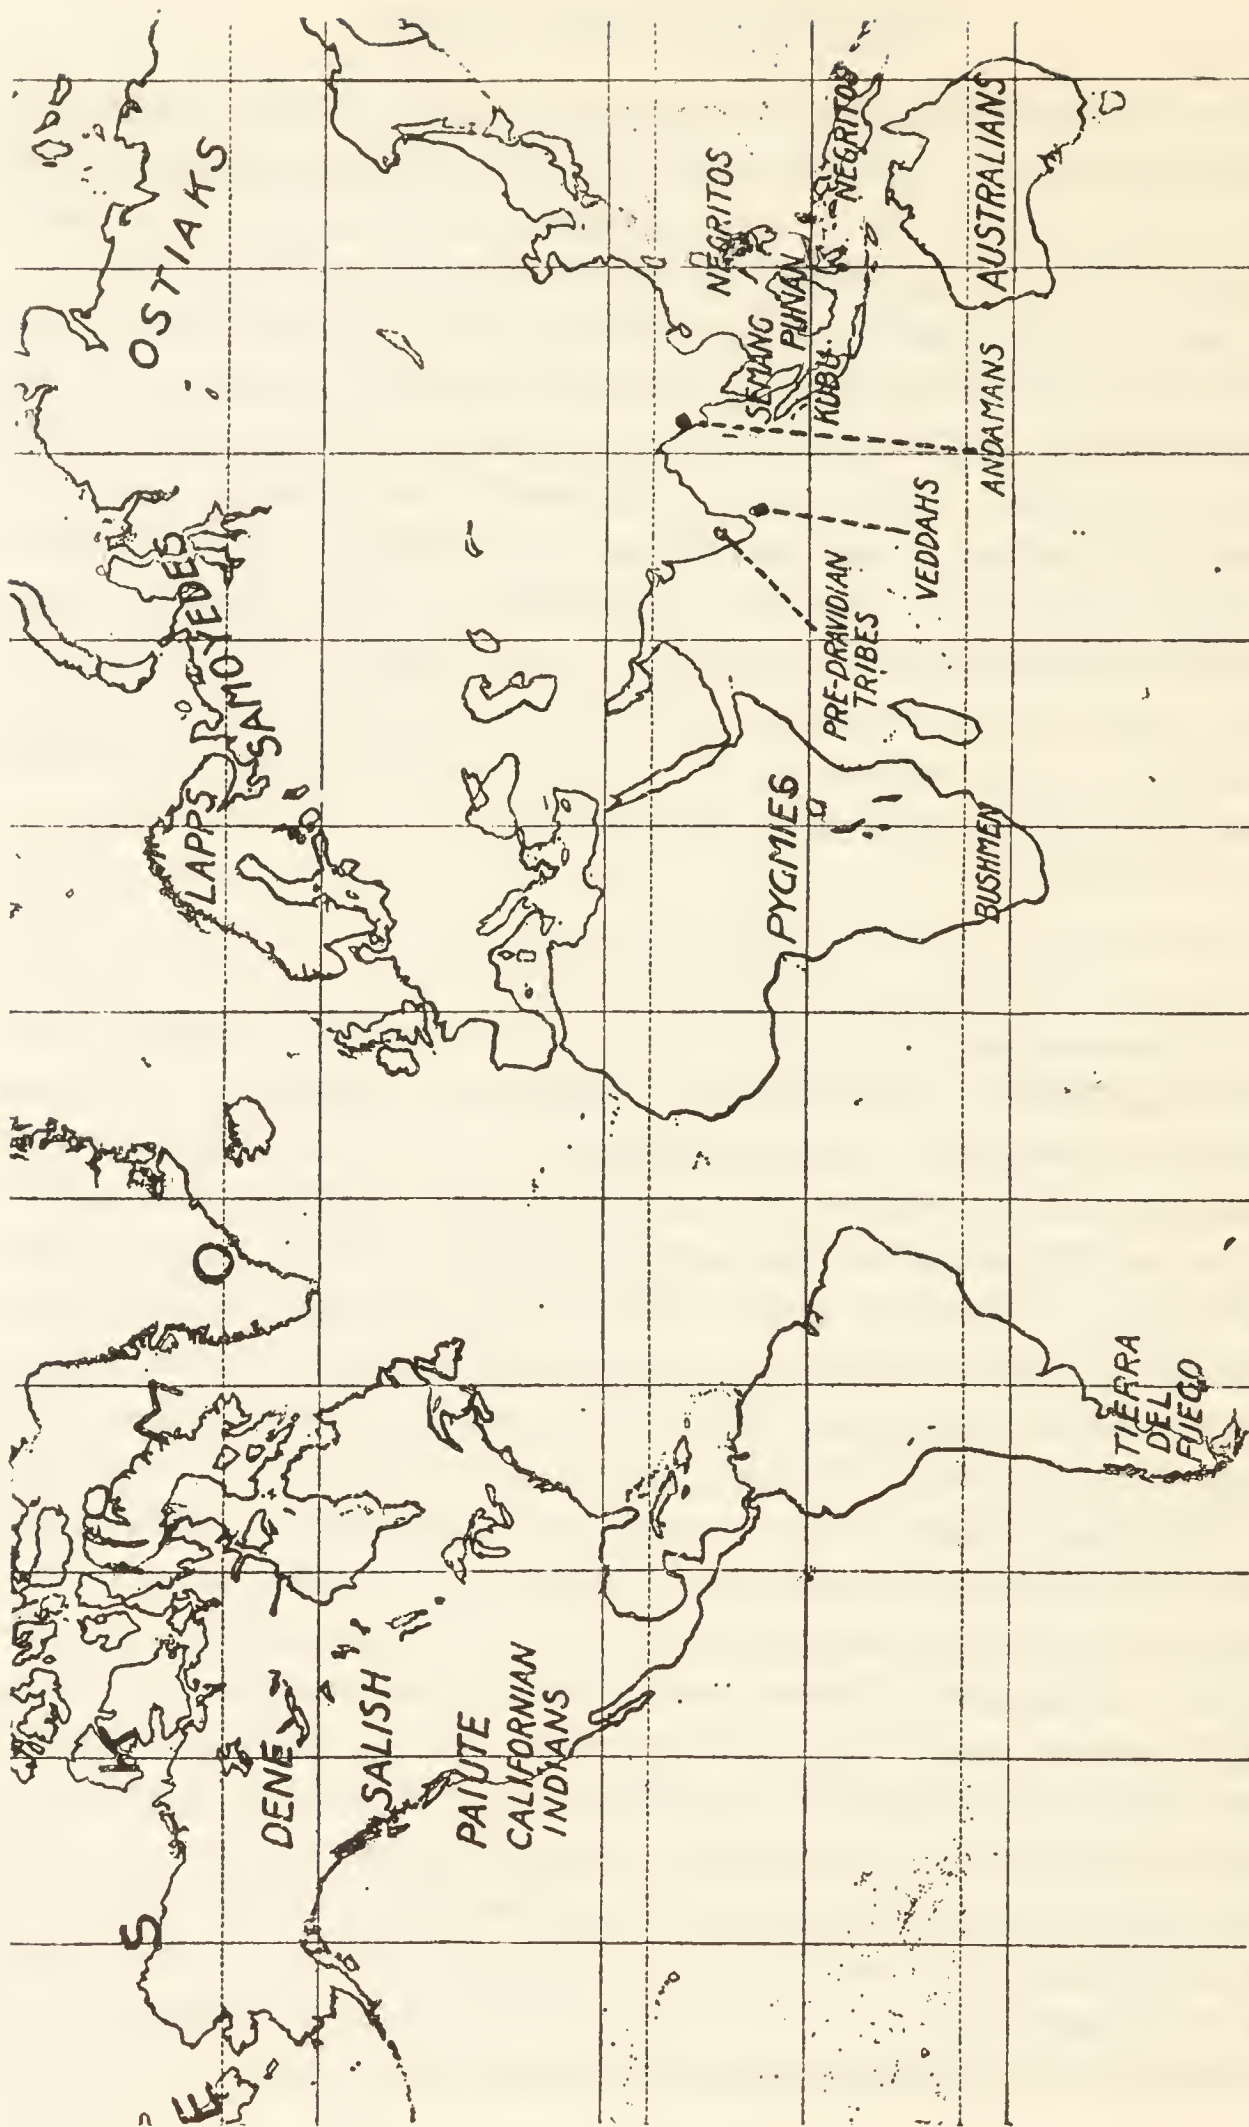 E S K I M O
DENE
SALISH
PAIUTE
CALIFORNIAN
INDIANS
TIERRA
DEL
FUEGO
LAPPS
SAMOYEDES
OSTIAKS
PYGMIES
BUSHMEN
PRE-DRAVIDIAN
TRIBES
VEDDAHS
ANDAMANS
SEMANG
KUBU
PUNAN
NEGRITOS
NEGRITOS
AUSTRALIANS